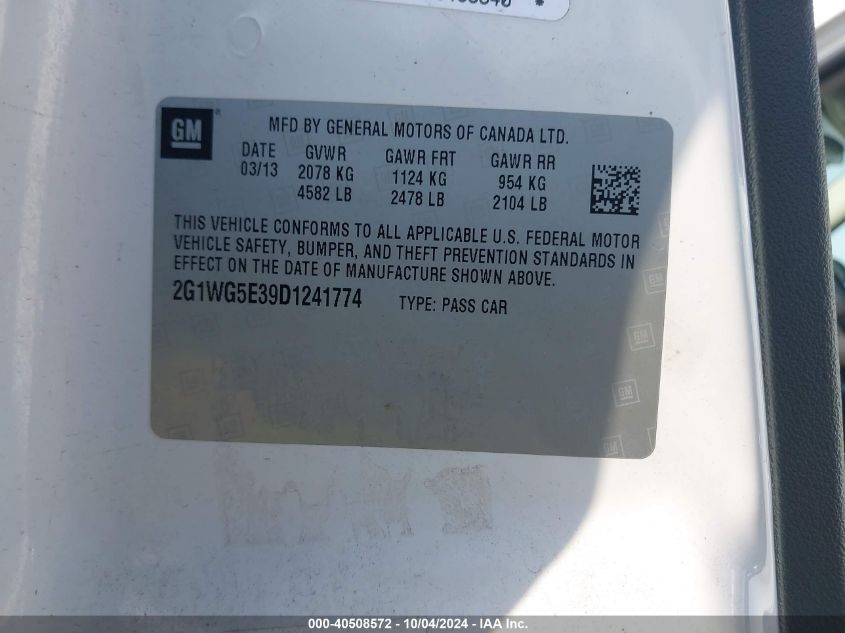 GM
MFD BY GENERAL MOTORS OF CANADA LTD.
DATE GVWR GAWR FRT GAWR RR
03/13 2078 KG 1124 KG 954 KG
4582 LB 2478 LB 2104 LB
THIS VEHICLE CONFORMS TO ALL APPLICABLE U.S. FEDERAL MOTOR
VEHICLE SAFETY, BUMPER, AND THEFT PREVENTION STANDARDS IN
EFFECT ON THE DATE OF MANUFACTURE SHOWN ABOVE.
2G1WG5E39D1241774 TYPE: PASS CAR
000-40508572 - 10/04/2024 - IAA Inc.